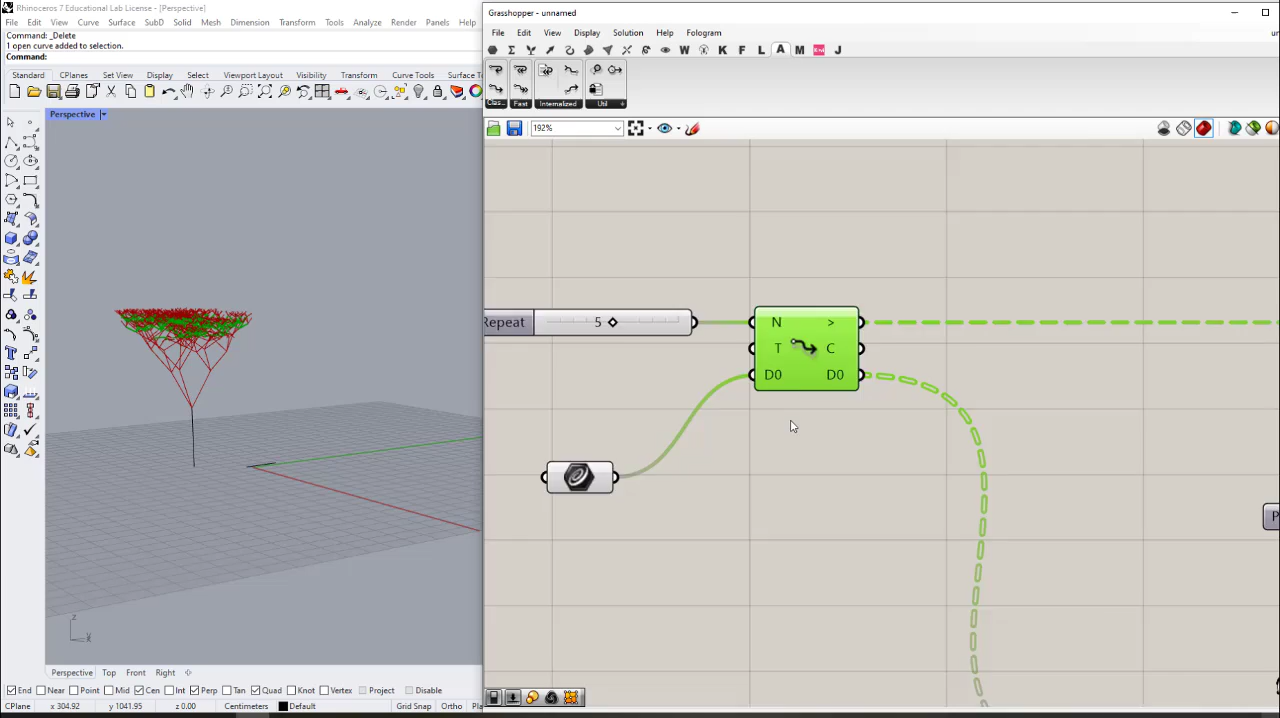 Rhinoceros 7 Educational Lab License - [Perspective]
File Edit View Curve Surface SubD Solid Mesh Dimension Transform Tools Analyze Render Panels Help
Command: _Delete
1 open curve added to selection.
Command:
Standard CPlanes Set View Display Select Viewport Layout Visibility Transform Curve Tools Surface T
Perspective
z
x
Perspective Top Front Right
End Near Point Mid Cen Int Perp Tan Quad Knot Vertex Project Disable
CPlane x 304.92 y 1041.95 z 0.00 Centimeters Default Grid Snap Ortho Pla
Grasshopper - unnamed
File Edit View Display Solution Help Fologram
W K F L A M J
Clas... Fast Internalized Util
192%
Repeat 5
N >
T C
D0 D0
P